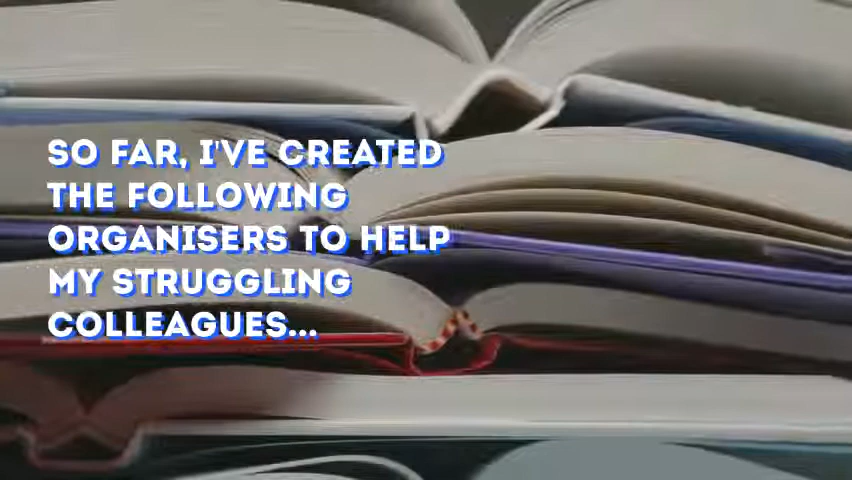 SO FAR, I'VE CREATED
THE FOLLOWING
ORGANISERS TO HELP
MY STRUGGLING
COLLEAGUES...